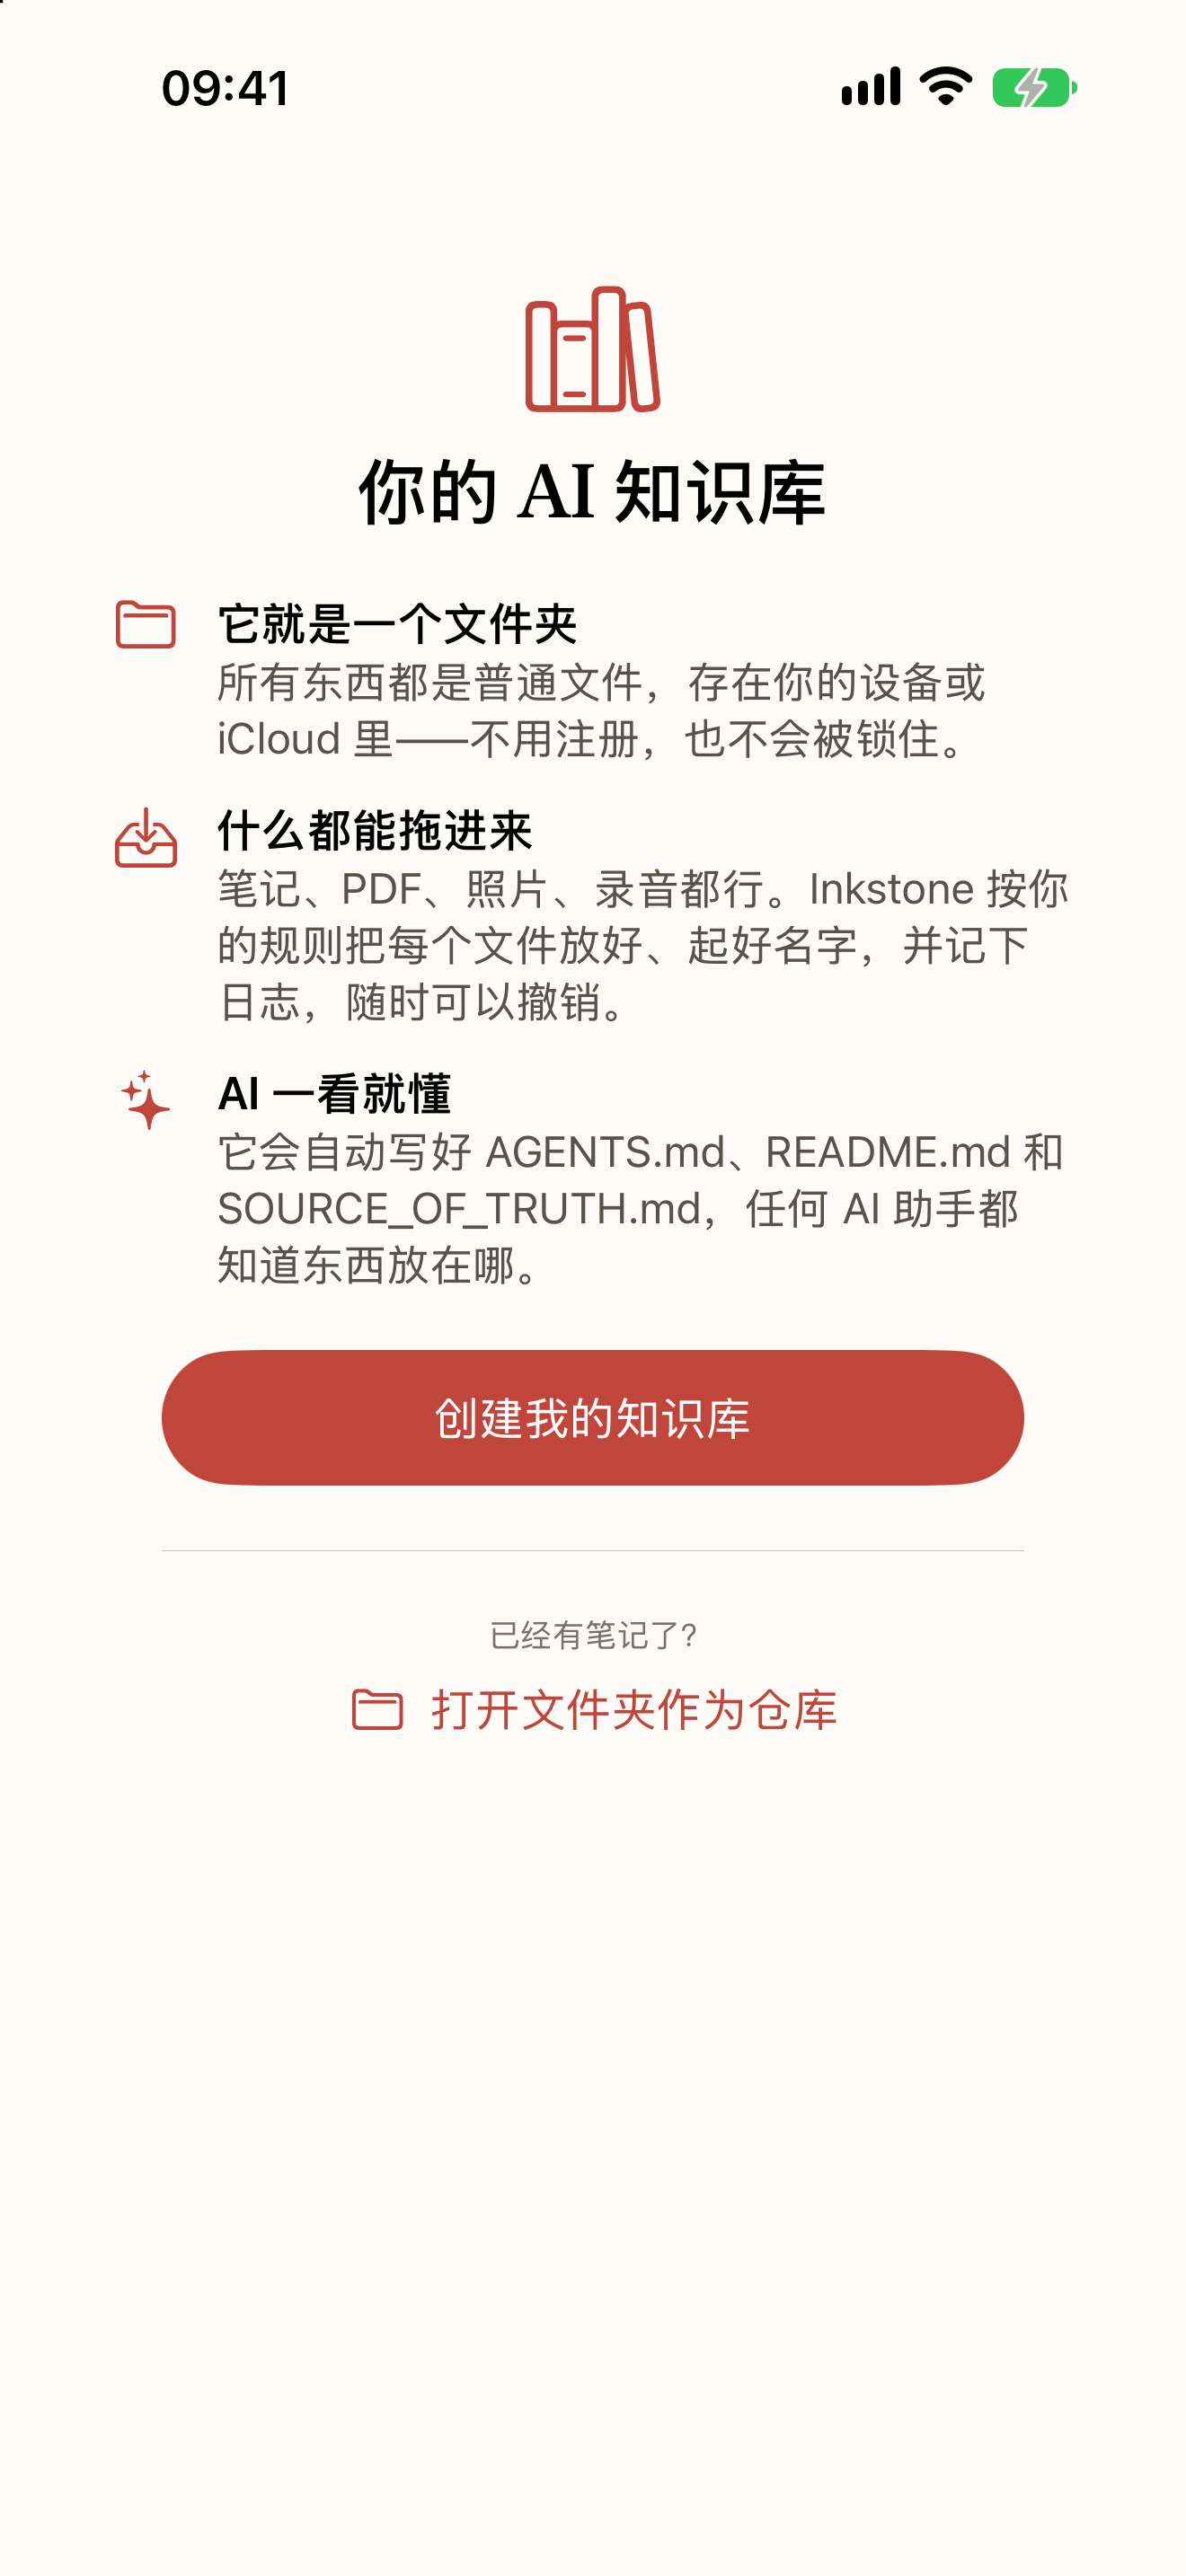 09:41
你的 AI 知识库
它就是一个文件夹
所有东西都是普通文件，存在你的设备或
iCloud 里——不用注册，也不会被锁住。
什么都能拖进来
笔记、PDF、照片、录音都行。Inkstone 按你
的规则把每个文件放好、起好名字，并记下
日志，随时可以撤销。
AI 一看就懂
它会自动写好 AGENTS.md、README.md 和
SOURCE_OF_TRUTH.md，任何 AI 助手都
知道东西放在哪。
创建我的知识库
已经有笔记了？
打开文件夹作为仓库